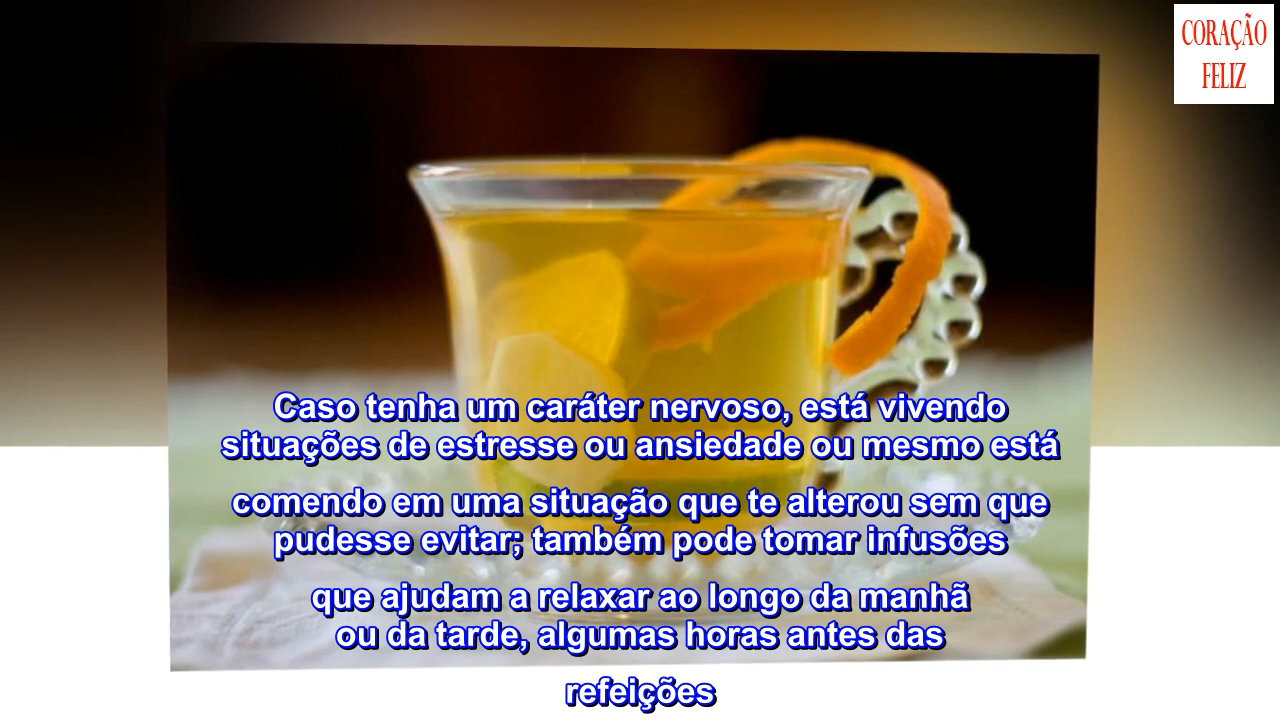 CORAÇÃO
FELIZ
Caso tenha um caráter nervoso, está vivendo
situações de estresse ou ansiedade ou mesmo está
comendo em uma situação que te alterou sem que
pudesse evitar; também pode tomar infusões
que ajudam a relaxar ao longo da manhã
ou da tarde, algumas horas antes das
refeições